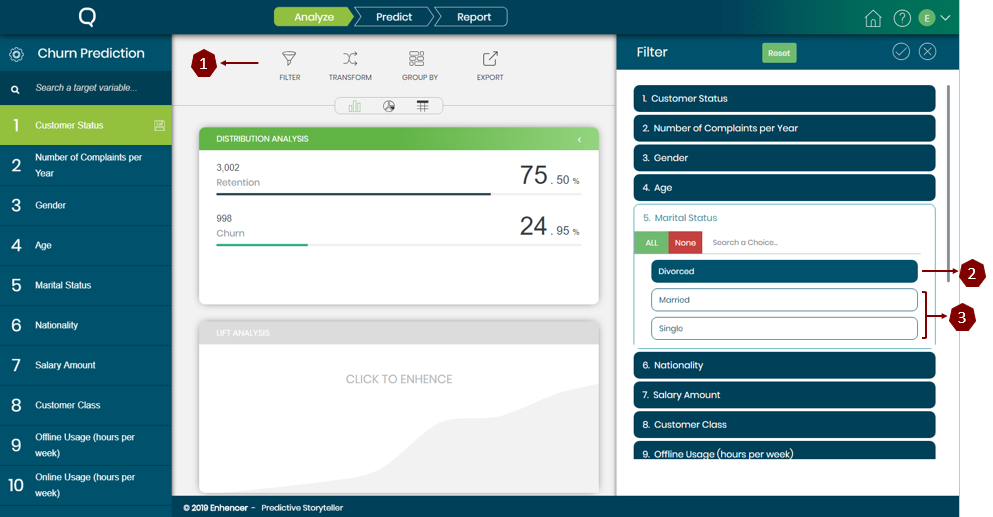 Q
Analyze
Predict
Report
E
Churn Prediction
Search a target variable...
1 Customer Status
2 Number of Complaints per
Year
3 Gender
4 Age
5 Marital Status
6 Nationality
7 Salary Amount
8 Customer Class
9 Offline Usage (hours per
week)
10 Online Usage (hours per
week)
1
FILTER
TRANSFORM
GROUP BY
EXPORT
DISTRIBUTION ANALYSIS
3,002
Retention
75 . 50 %
998
Churn
24 . 95 %
LIFT ANALYSIS
CLICK TO ENHENCE
Filter
Reset
1. Customer Status
2. Number of Complaints per Year
3. Gender
4. Age
5. Marital Status
ALL
None
Search a Choice...
Divorced
2
Married
Single
3
6. Nationality
7. Salary Amount
8. Customer Class
9. Offline Usage (hours per week)
© 2019 Enhencer - Predictive Storyteller